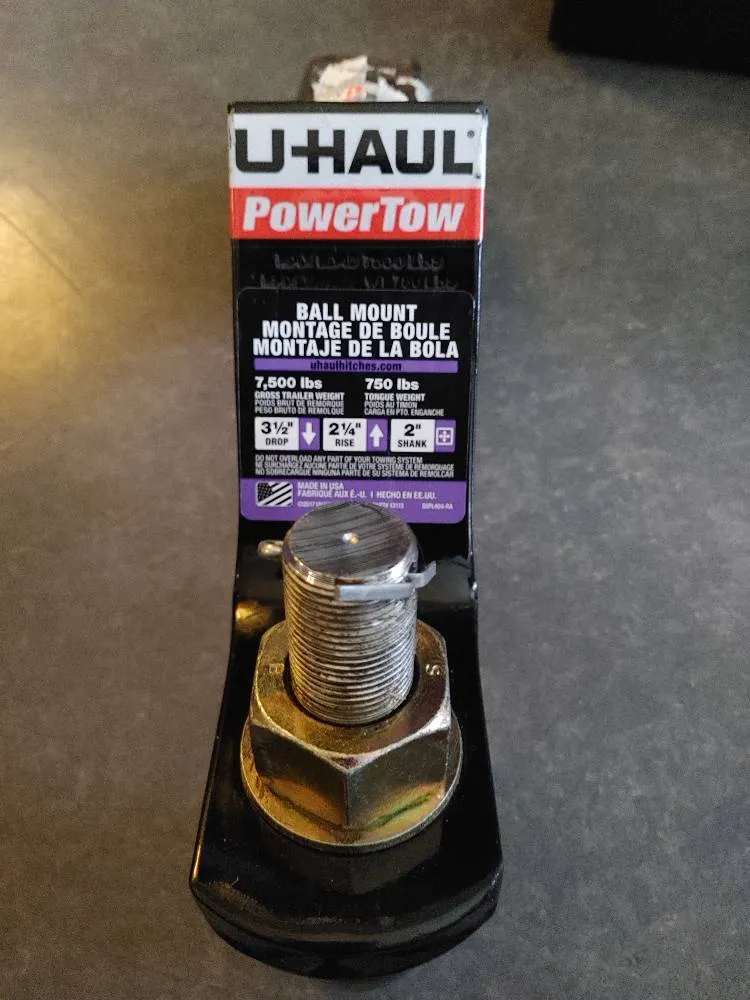 U-HAUL
PowerTow
BALL MOUNT
MONTAGE DE BOULE
MONTAJE DE LA BOLA
uhaulhitches.com
7,500 lbs 750 lbs
GROSS TRAILER WEIGHT TONGUE WEIGHT
POIDS BRUT DE REMORQUE POIDS AU TIMON
PESO BRUTO DE REMOLQUE CARGA EN PTO. ENGANCHE
3½" 2¼" 2"
DROP RISE SHANK
DO NOT OVERLOAD ANY PART OF YOUR TOWING SYSTEM
NE SURCHARGEZ AUCUNE PARTIE DE VOTRE SYSTEME DE REMORQUAGE
NO SOBRECARGUE NINGUNA PARTE DE SU SISTEMA DE REMOLCAR
MADE IN USA
FABRIQUÉ AUX É.-U. I HECHO EN EE.UU.
©2017
B S